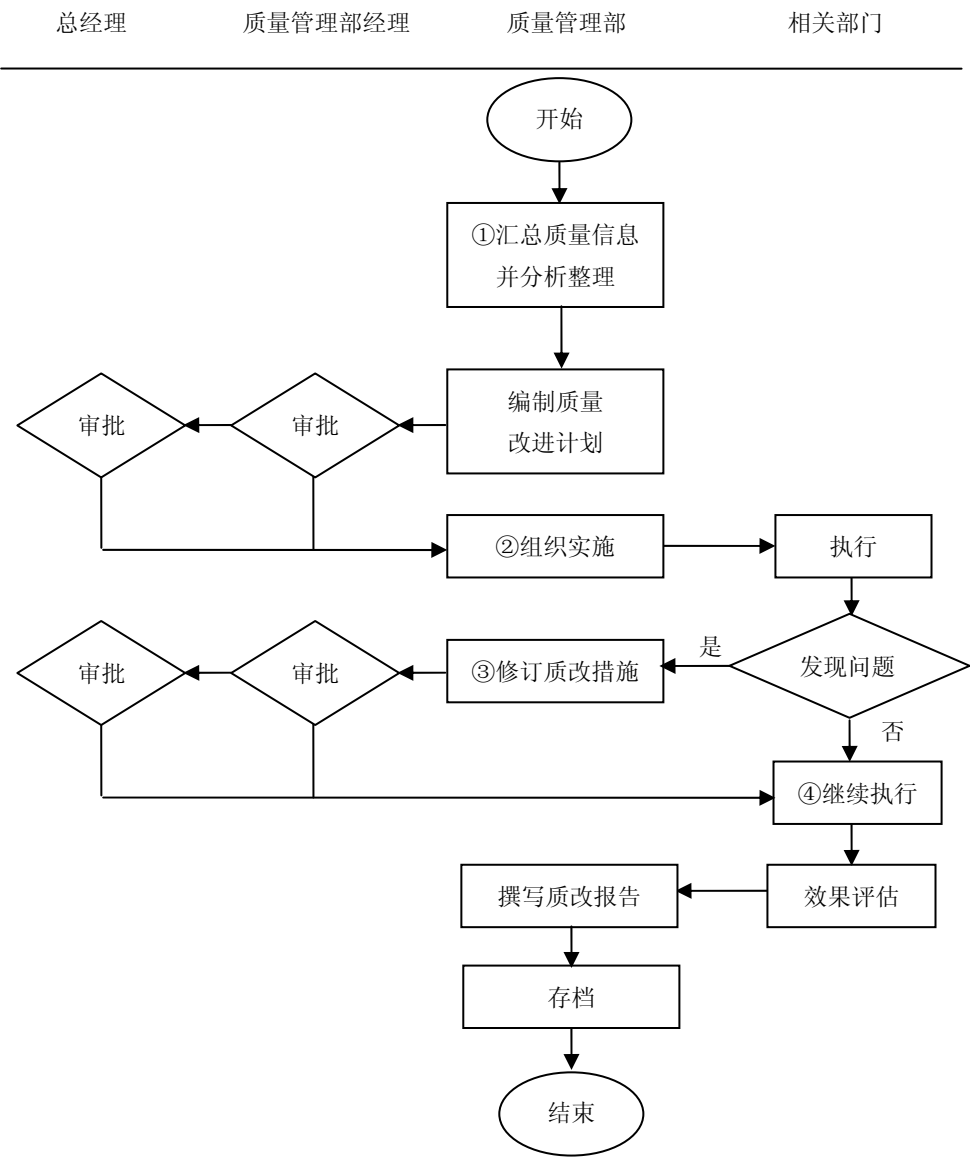 总经理
质量管理部经理
质量管理部
相关部门
开始
①汇总质量信息
并分析整理
编制质量
改进计划
审批
审批
②组织实施
执行
审批
审批
③修订质改措施
是
发现问题
否
④继续执行
撰写质改报告
效果评估
存档
结束